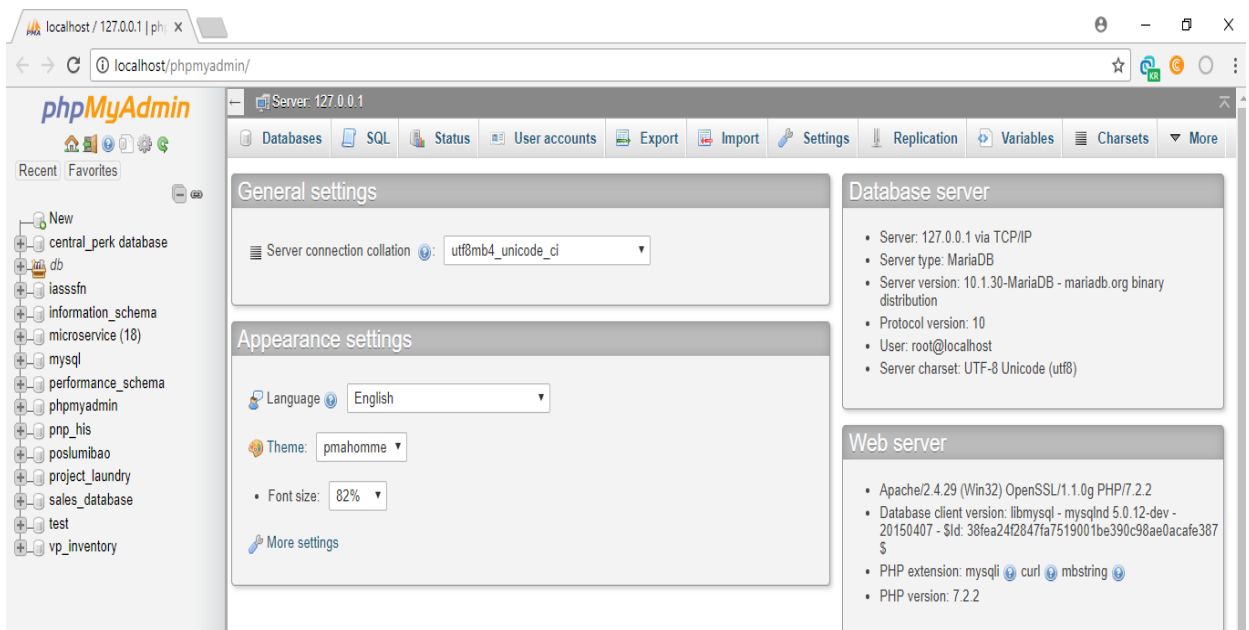 localhost / 127.0.0.1 | ph
localhost/phpmyadmin/
KR
phpMyAdmin
Recent Favorites
New
central_perk database
db
iasssfn
information_schema
microservice (18)
mysql
performance_schema
phpmyadmin
pnp_his
poslumibao
project_laundry
sales_database
test
vp_inventory
Server: 127.0.0.1
Databases SQL Status User accounts Export Import Settings Replication Variables Charsets More
General settings
Server connection collation : utf8mb4_unicode_ci
Appearance settings
Language English
Theme: pmahomme
• Font size: 82%
More settings
Database server
• Server: 127.0.0.1 via TCP/IP
• Server type: MariaDB
• Server version: 10.1.30-MariaDB - mariadb.org binary
distribution
• Protocol version: 10
• User: root@localhost
• Server charset: UTF-8 Unicode (utf8)
Web server
• Apache/2.4.29 (Win32) OpenSSL/1.1.0g PHP/7.2.2
• Database client version: libmysql - mysqlnd 5.0.12-dev -
20150407 - $Id: 38fea24f2847fa7519001be390c98ae0acafe387
$
• PHP extension: mysqli curl mbstring
• PHP version: 7.2.2